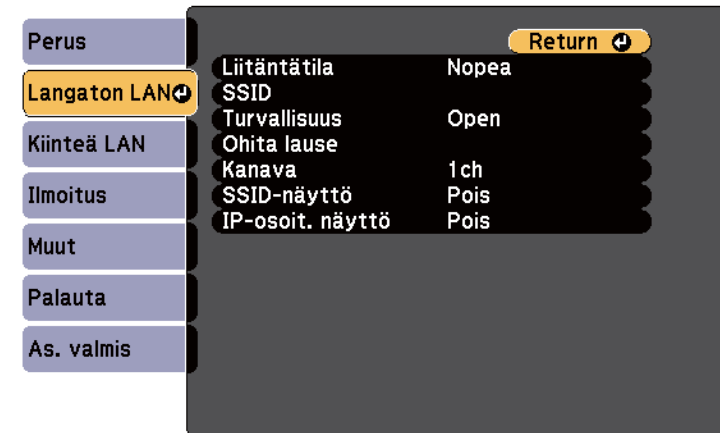 Perus
Langaton LAN
Kiinteä LAN
Ilmoitus
Muut
Palauta
As. valmis
Return
Liitäntätila Nopea
SSID
Turvallisuus Open
Ohita lause
Kanava 1ch
SSID-näyttö Pois
IP-osoit. näyttö Pois